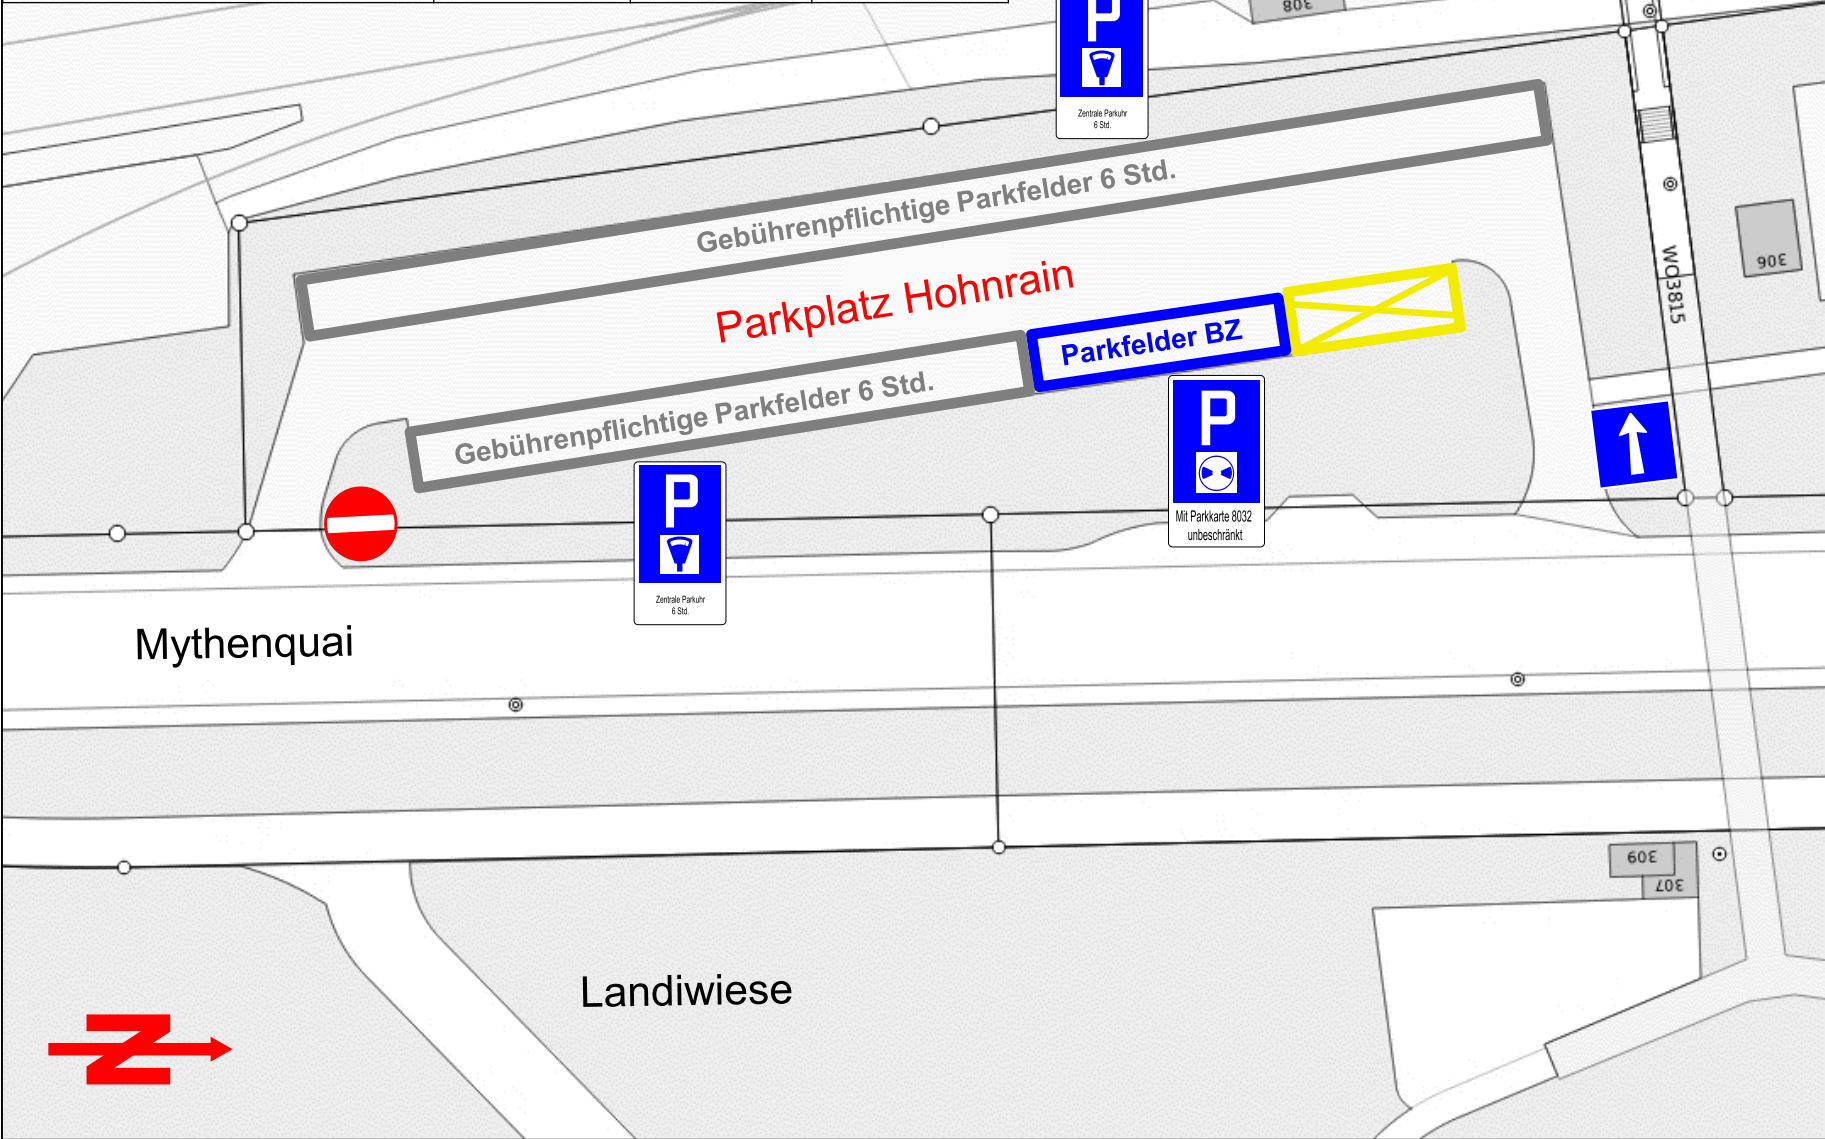 308
P
Zentrale Parkuhr
6 Std.
Gebührenpflichtige Parkfelder 6 Std.
Parkplatz Hohnrain
WO3815
306
Parkfelder BZ
Gebührenpflichtige Parkfelder 6 Std.
P
Mit Parkkarte 8032
unbeschränkt
P
Zentrale Parkuhr
6 Std.
Mythenquai
309
307
Landiwiese
N